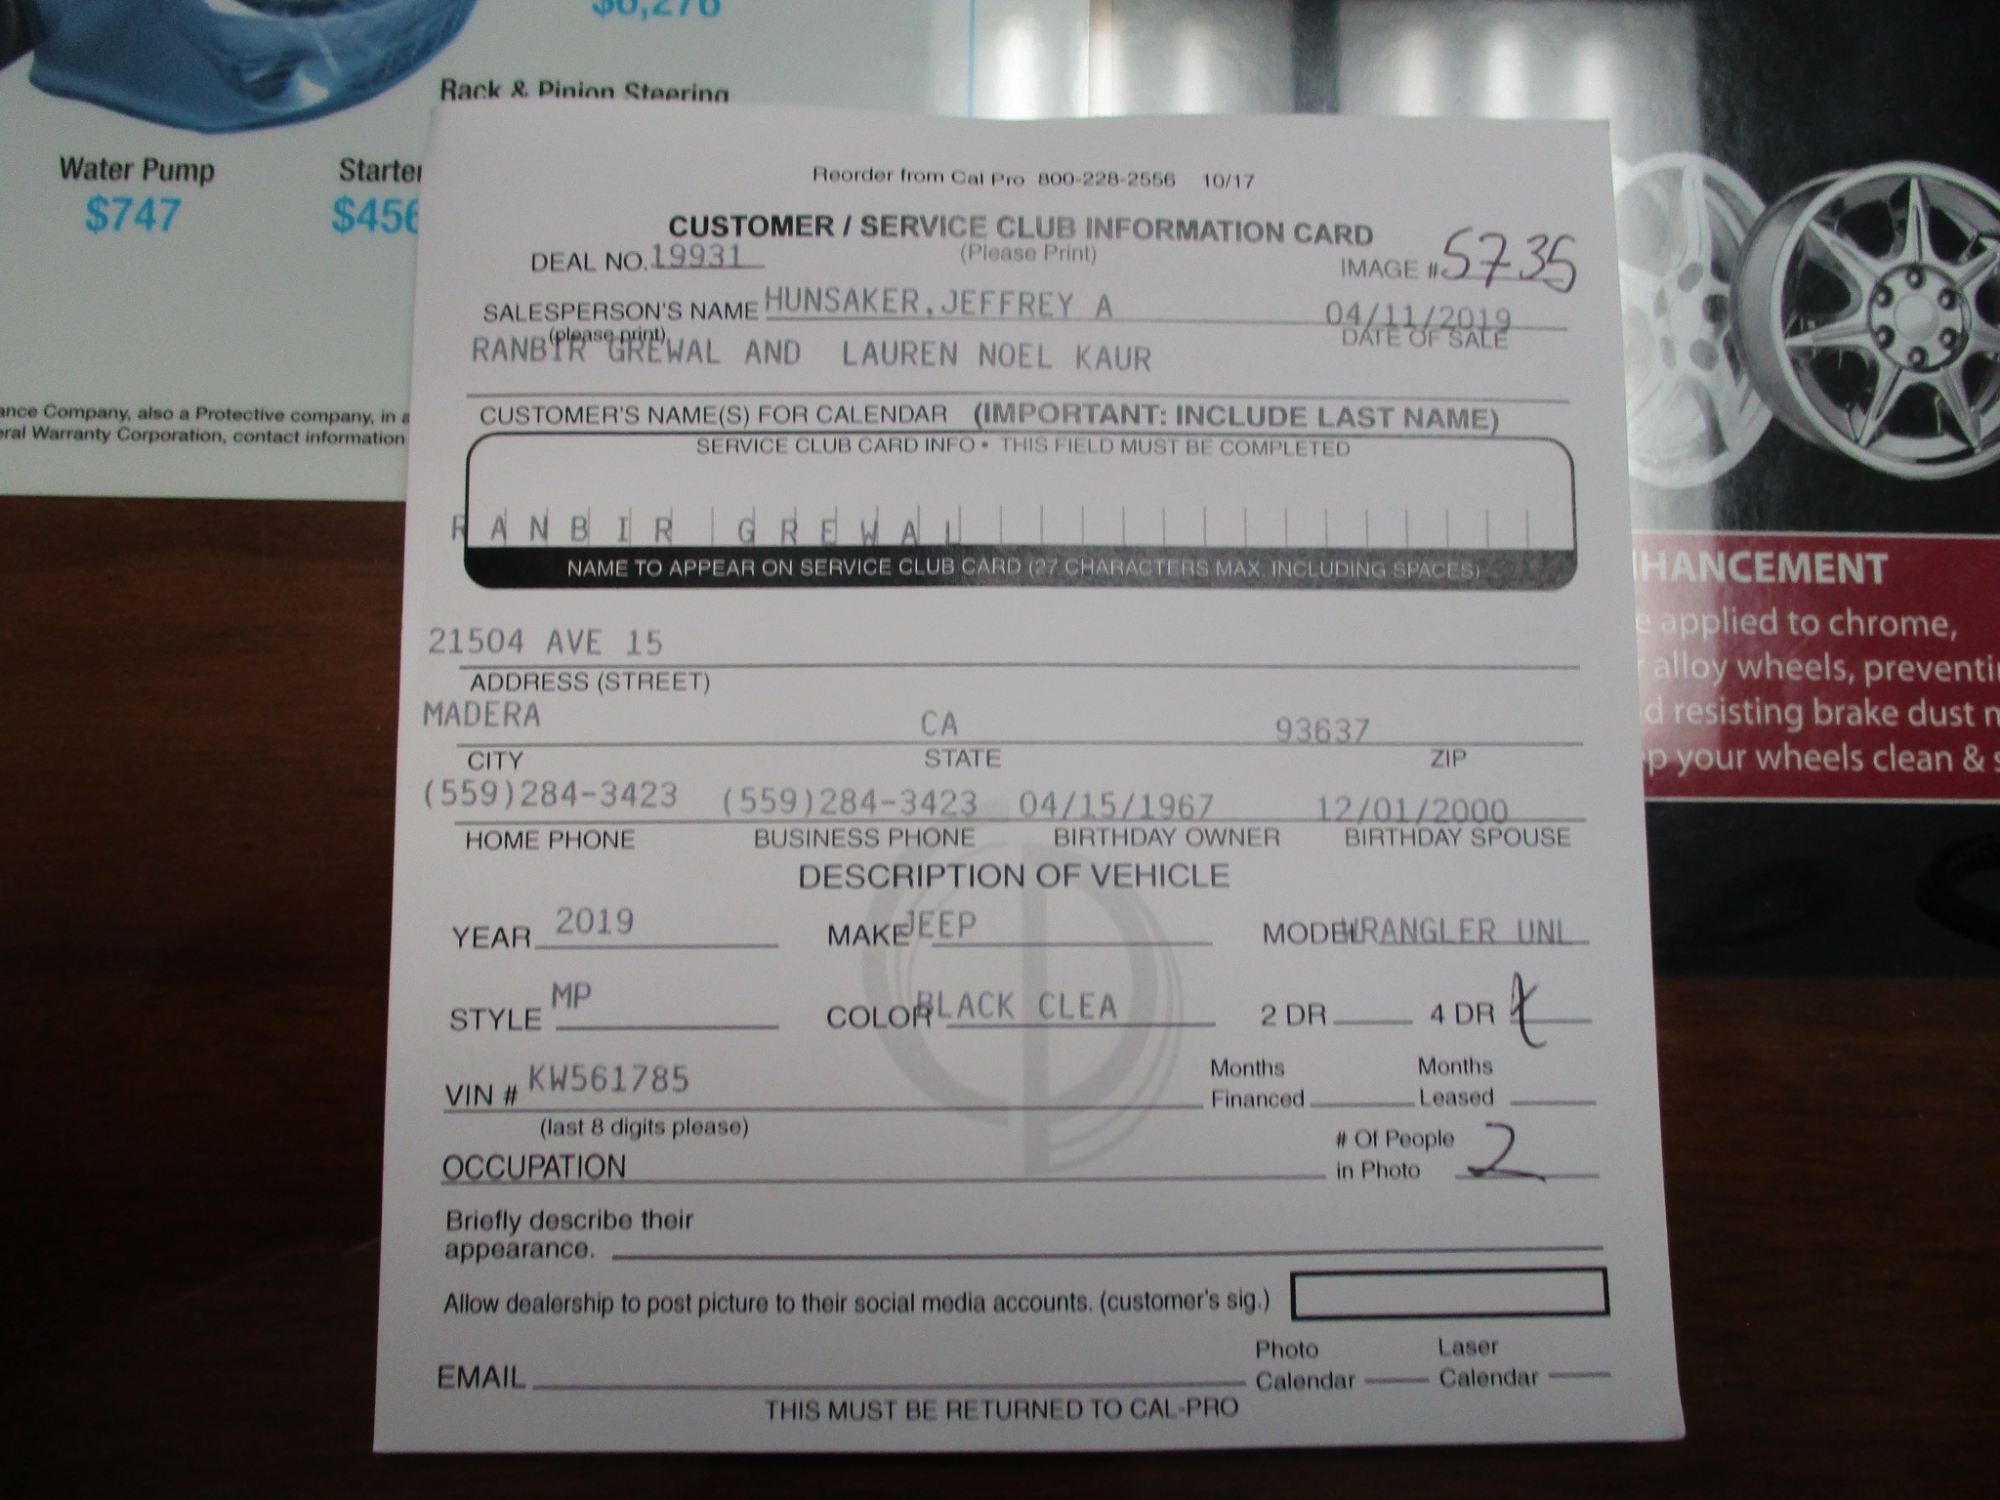 $6,276
Rack & Pinion Steering
Water Pump
$747
Starter
$456
ance Company, also a Protective company, in a
eral Warranty Corporation, contact information
Reorder from Cal Pro 800-228-2556 10/17
CUSTOMER / SERVICE CLUB INFORMATION CARD
(Please Print)
DEAL NO. 19931
IMAGE # 5735
SALESPERSON'S NAME HUNSAKER, JEFFREY A
(please print)
04/11/2019
DATE OF SALE
RANBIR GREWAL AND LAUREN NOEL KAUR
CUSTOMER'S NAME(S) FOR CALENDAR (IMPORTANT: INCLUDE LAST NAME)
SERVICE CLUB CARD INFO • THIS FIELD MUST BE COMPLETED
RANBIR GREWAL
NAME TO APPEAR ON SERVICE CLUB CARD (27 CHARACTERS MAX. INCLUDING SPACES)
21504 AVE 15
ADDRESS (STREET)
MADERA CA 93637
CITY STATE ZIP
(559)284-3423 (559)284-3423 04/15/1967 12/01/2000
HOME PHONE BUSINESS PHONE BIRTHDAY OWNER BIRTHDAY SPOUSE
DESCRIPTION OF VEHICLE
YEAR 2019 MAKE JEEP MODEL WRANGLER UNL
STYLE MP COLOR BLACK CLEA 2 DR 4 DR
VIN # KW561785
(last 8 digits please)
Months Financed
Months Leased
OCCUPATION
# Of People in Photo 2
Briefly describe their
appearance.
Allow dealership to post picture to their social media accounts. (customer's sig.)
EMAIL
Photo Calendar
Laser Calendar
THIS MUST BE RETURNED TO CAL-PRO
HANCEMENT
e applied to chrome,
alloy wheels, preventi
d resisting brake dust
p your wheels clean &